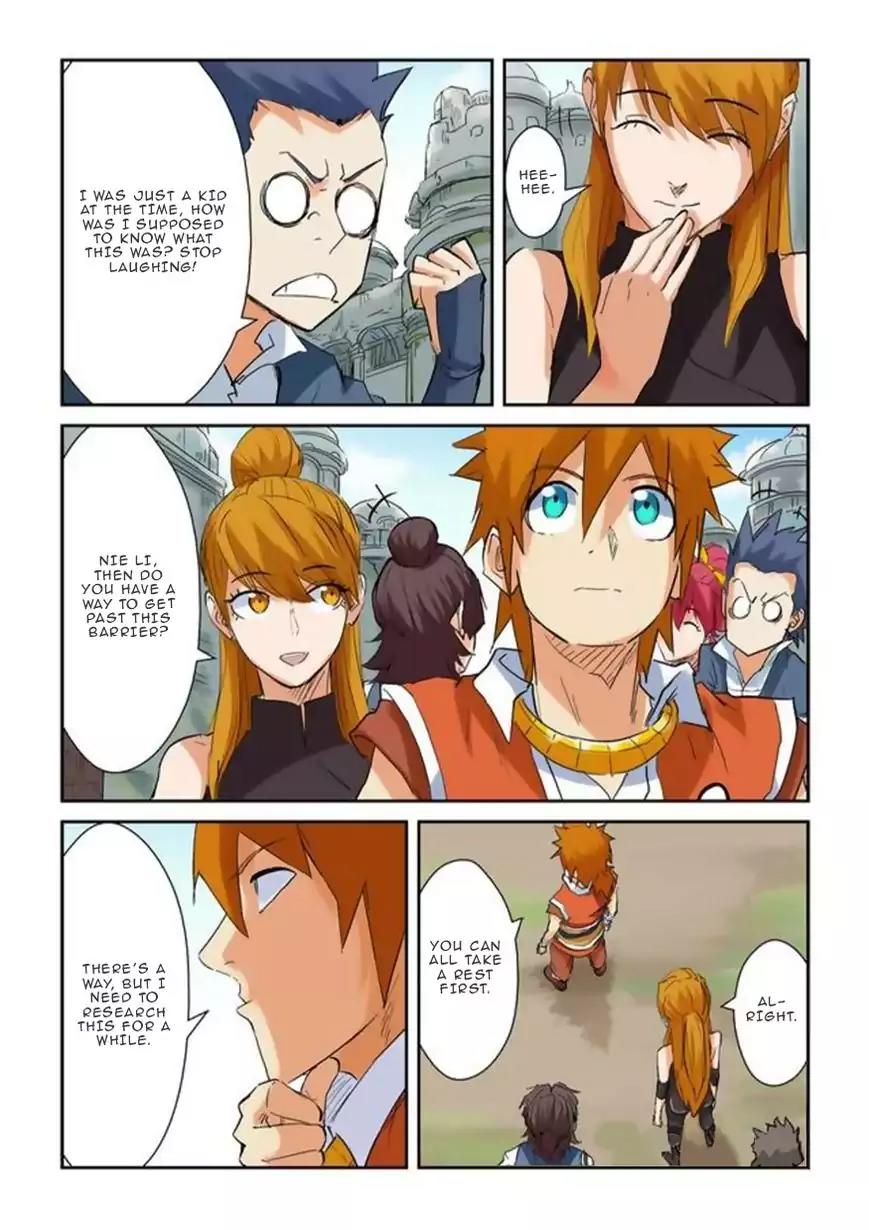 I WAS JUST A KID
AT THE TIME, HOW
WAS I SUPPOSED
TO KNOW WHAT
THIS WAS? STOP
LAUGHING!
HEE-
HEE.
NIE LI,
THEN DO
YOU HAVE A
WAY TO GET
PAST THIS
BARRIER?
THERE'S A
WAY, BUT I
NEED TO
RESEARCH
THIS FOR A
WHILE.
YOU CAN
ALL TAKE
A REST
FIRST.
AL-
RIGHT.